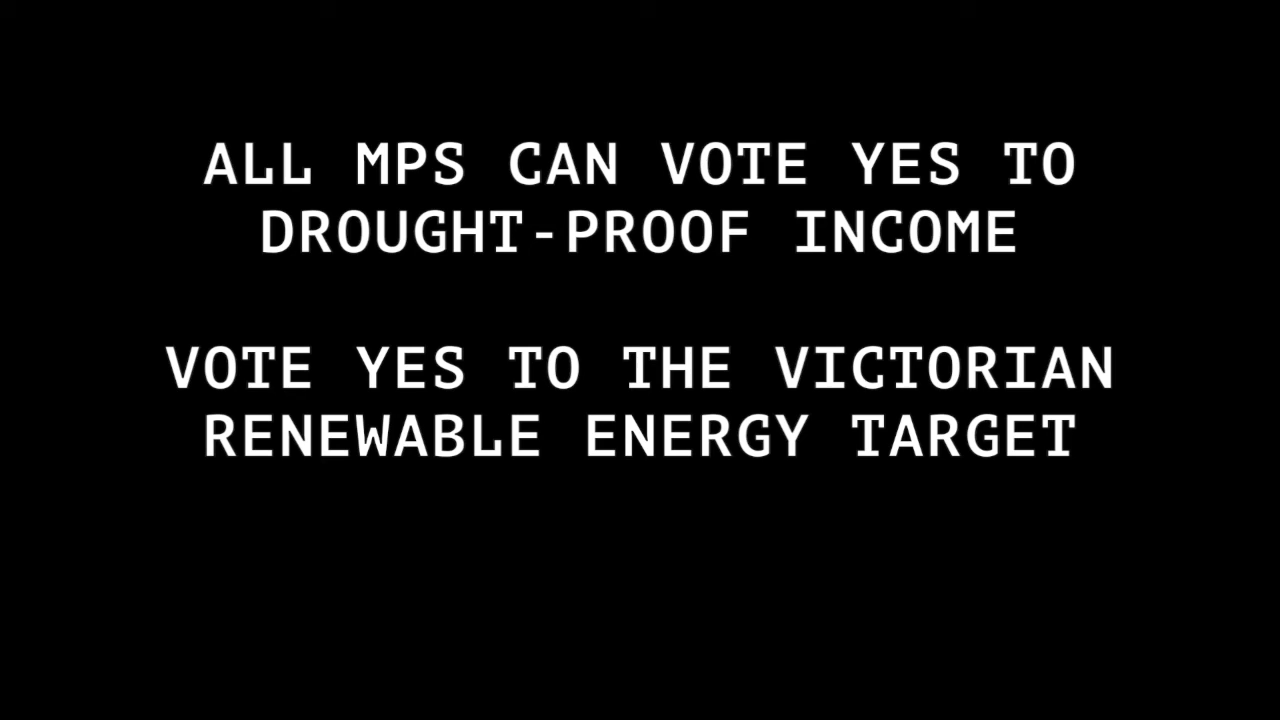 ALL MPS CAN VOTE YES TO
DROUGHT-PROOF INCOME
VOTE YES TO THE VICTORIAN
RENEWABLE ENERGY TARGET